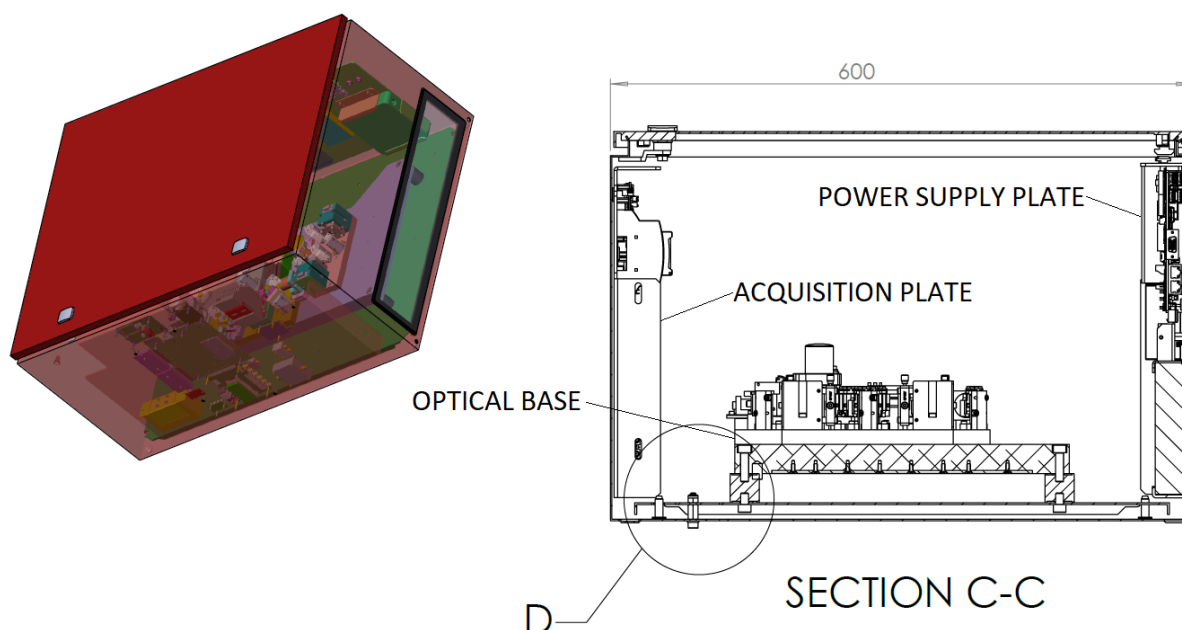 600
POWER SUPPLY PLATE
ACQUISITION PLATE
OPTICAL BASE
SECTION C-C
D